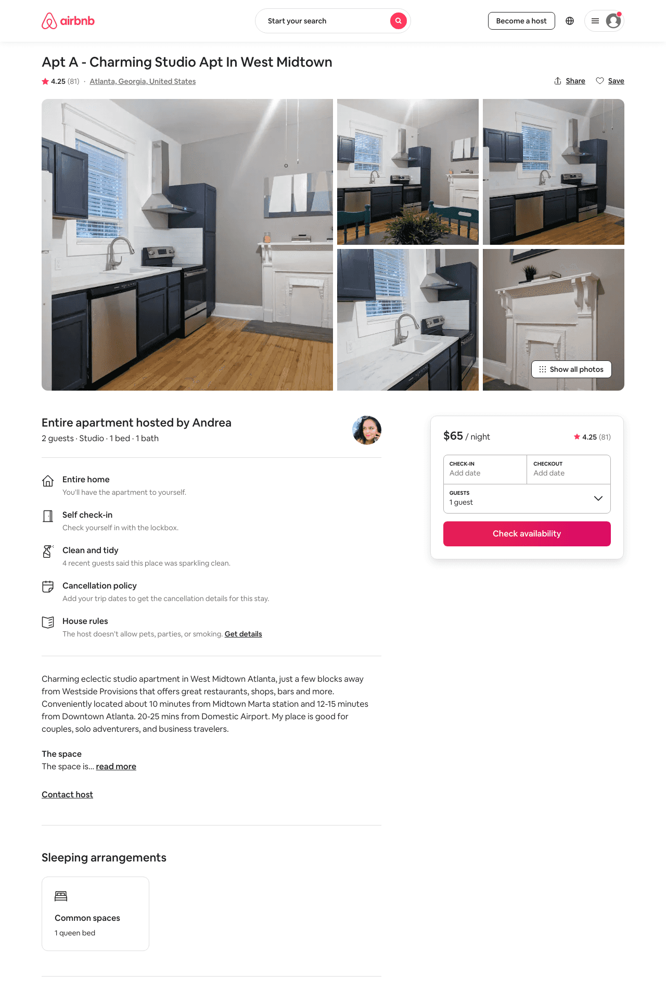 airbnb
Start your search
Become a host
Apt A - Charming Studio Apt In West Midtown
4.25 (81) · Atlanta, Georgia, United States
Share
Save
Show all photos
Entire apartment hosted by Andrea
2 guests · Studio · 1 bed · 1 bath
Entire home
You’ll have the apartment to yourself.
Self check-in
Check yourself in with the lockbox.
Clean and tidy
4 recent guests said this place was sparkling clean.
Cancellation policy
Add your trip dates to get the cancellation details for this stay.
House rules
The host doesn’t allow pets, parties, or smoking. Get details
Charming eclectic studio apartment in West Midtown Atlanta, just a few blocks away
from Westside Provisions that offers great restaurants, shops, bars and more.
Conveniently located about 10 minutes from Midtown Marta station and 12-15 minutes
from Downtown Atlanta. 20-25 mins from Domestic Airport. My place is good for
couples, solo adventurers, and business travelers.
The space
The space is... read more
Contact host
Sleeping arrangements
Common spaces
1 queen bed
$65 / night
4.25 (81)
CHECK-IN
Add date
CHECKOUT
Add date
GUESTS
1 guest
Check availability